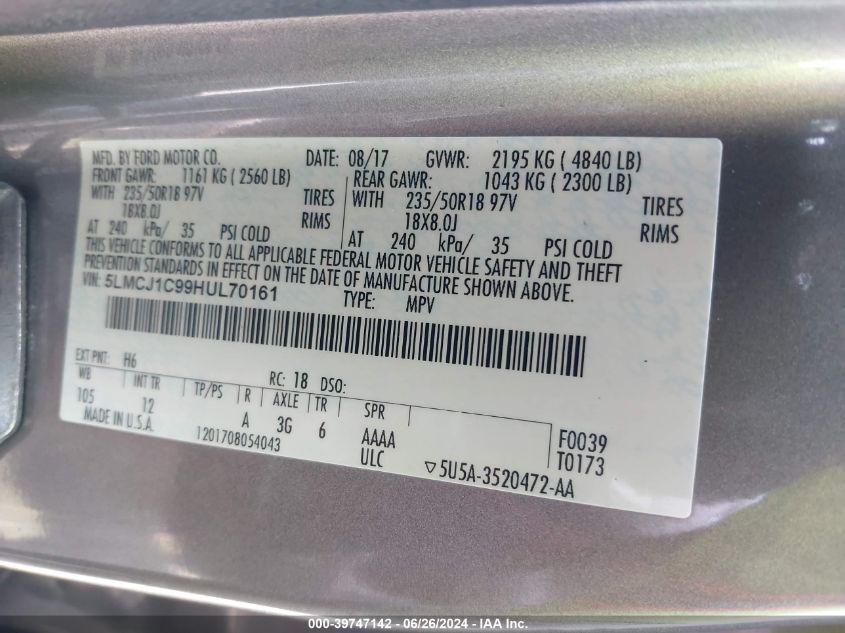 MFD. BY FORD MOTOR CO. DATE: 08/17 GVWR: 2195 KG ( 4840 LB)
FRONT GAWR: 1161 KG ( 2560 LB) REAR GAWR: 1043 KG ( 2300 LB)
WITH 235/50R18 97V TIRES WITH 235/50R18 97V TIRES
18X8.0J RIMS 18X8.0J RIMS
AT 240 kPa/ 35 PSI COLD AT 240 kPa/ 35 PSI COLD
THIS VEHICLE CONFORMS TO ALL APPLICABLE FEDERAL MOTOR VEHICLE SAFETY AND THEFT
PREVENTION STANDARDS IN EFFECT ON THE DATE OF MANUFACTURE SHOWN ABOVE.
VIN: 5LMCJ1C99HUL70161 TYPE: MPV
EXT PNT: H6 RC: 18 DSO:
WB INT TR TP/PS R AXLE TR SPR
105 12 A 3G 6 AAAA F0039
MADE IN U.S.A. 1201708054043 ULC T0173
▽5U5A-3520472-AA
000-39747142 - 06/26/2024 - IAA Inc.